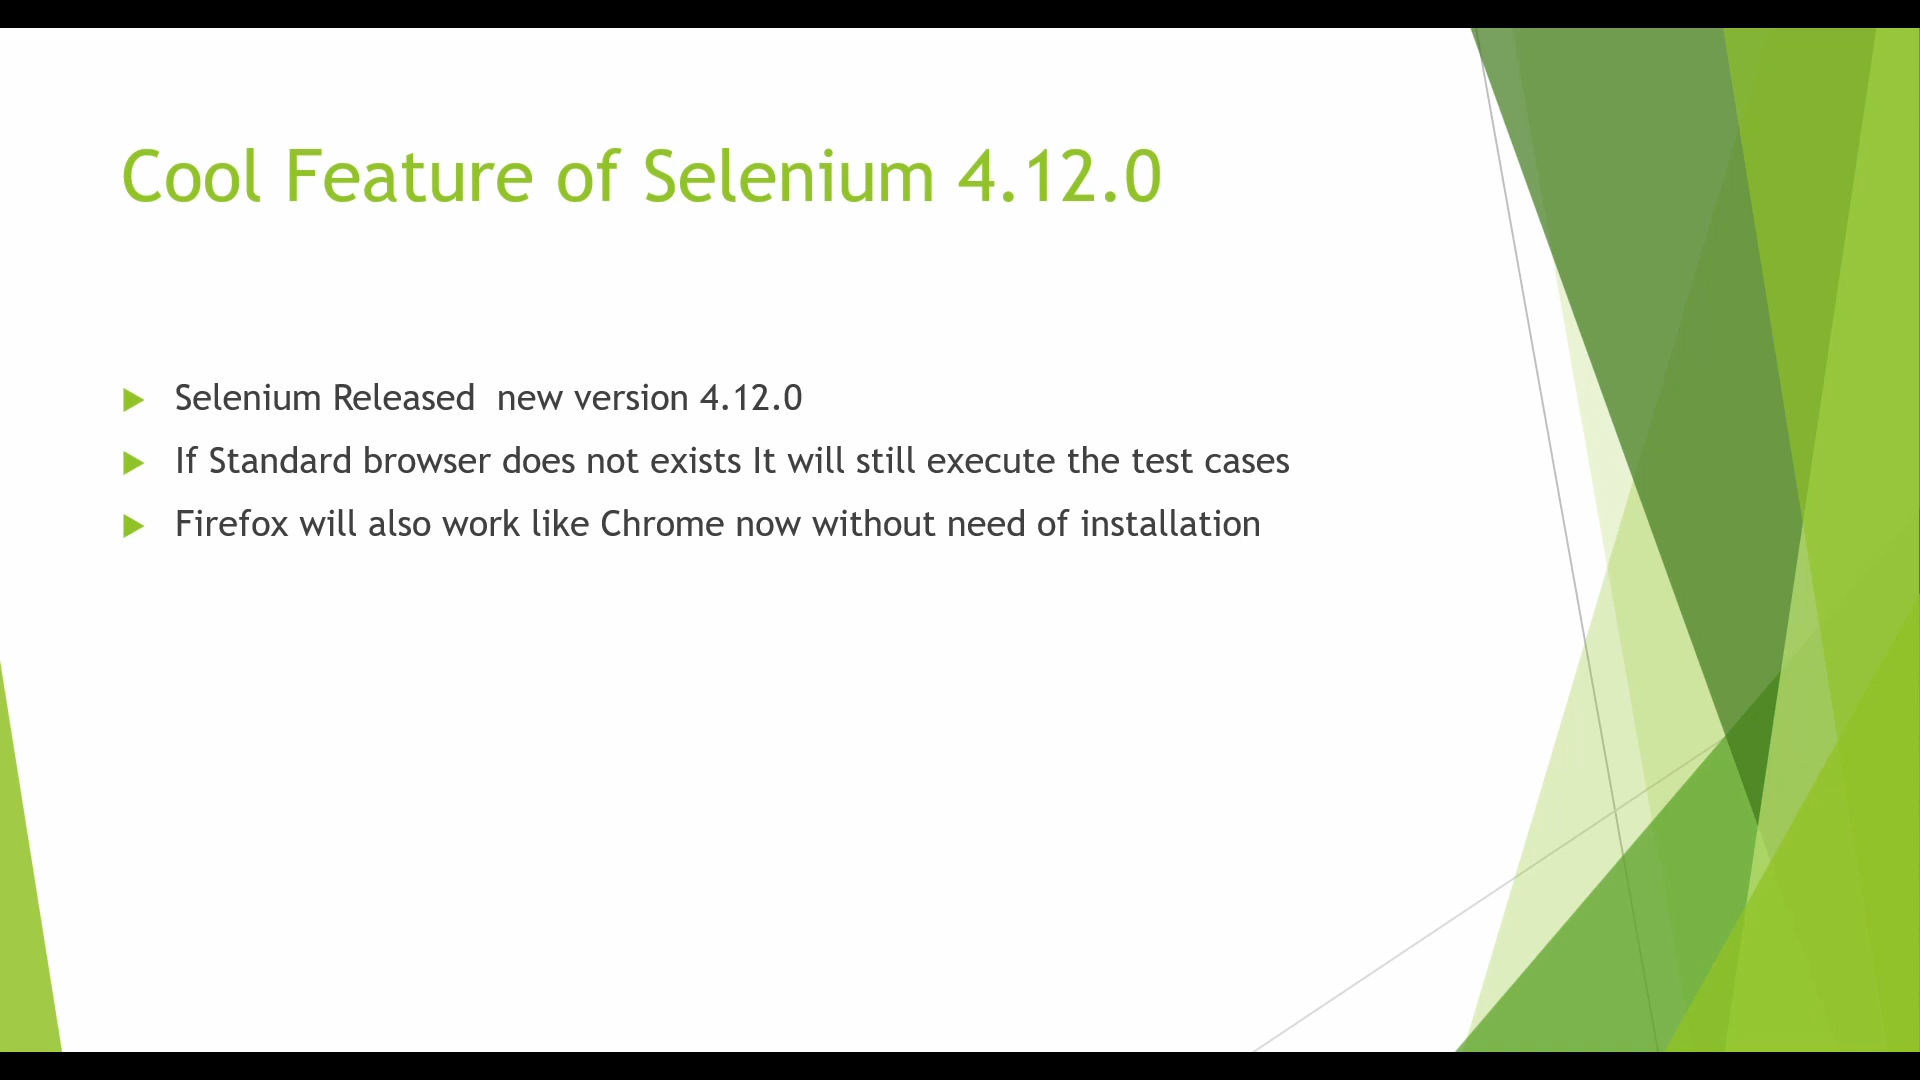 Cool Feature of Selenium 4.12.0
Selenium Released  new version 4.12.0
If Standard browser does not exists It will still execute the test cases
Firefox will also work like Chrome now without need of installation